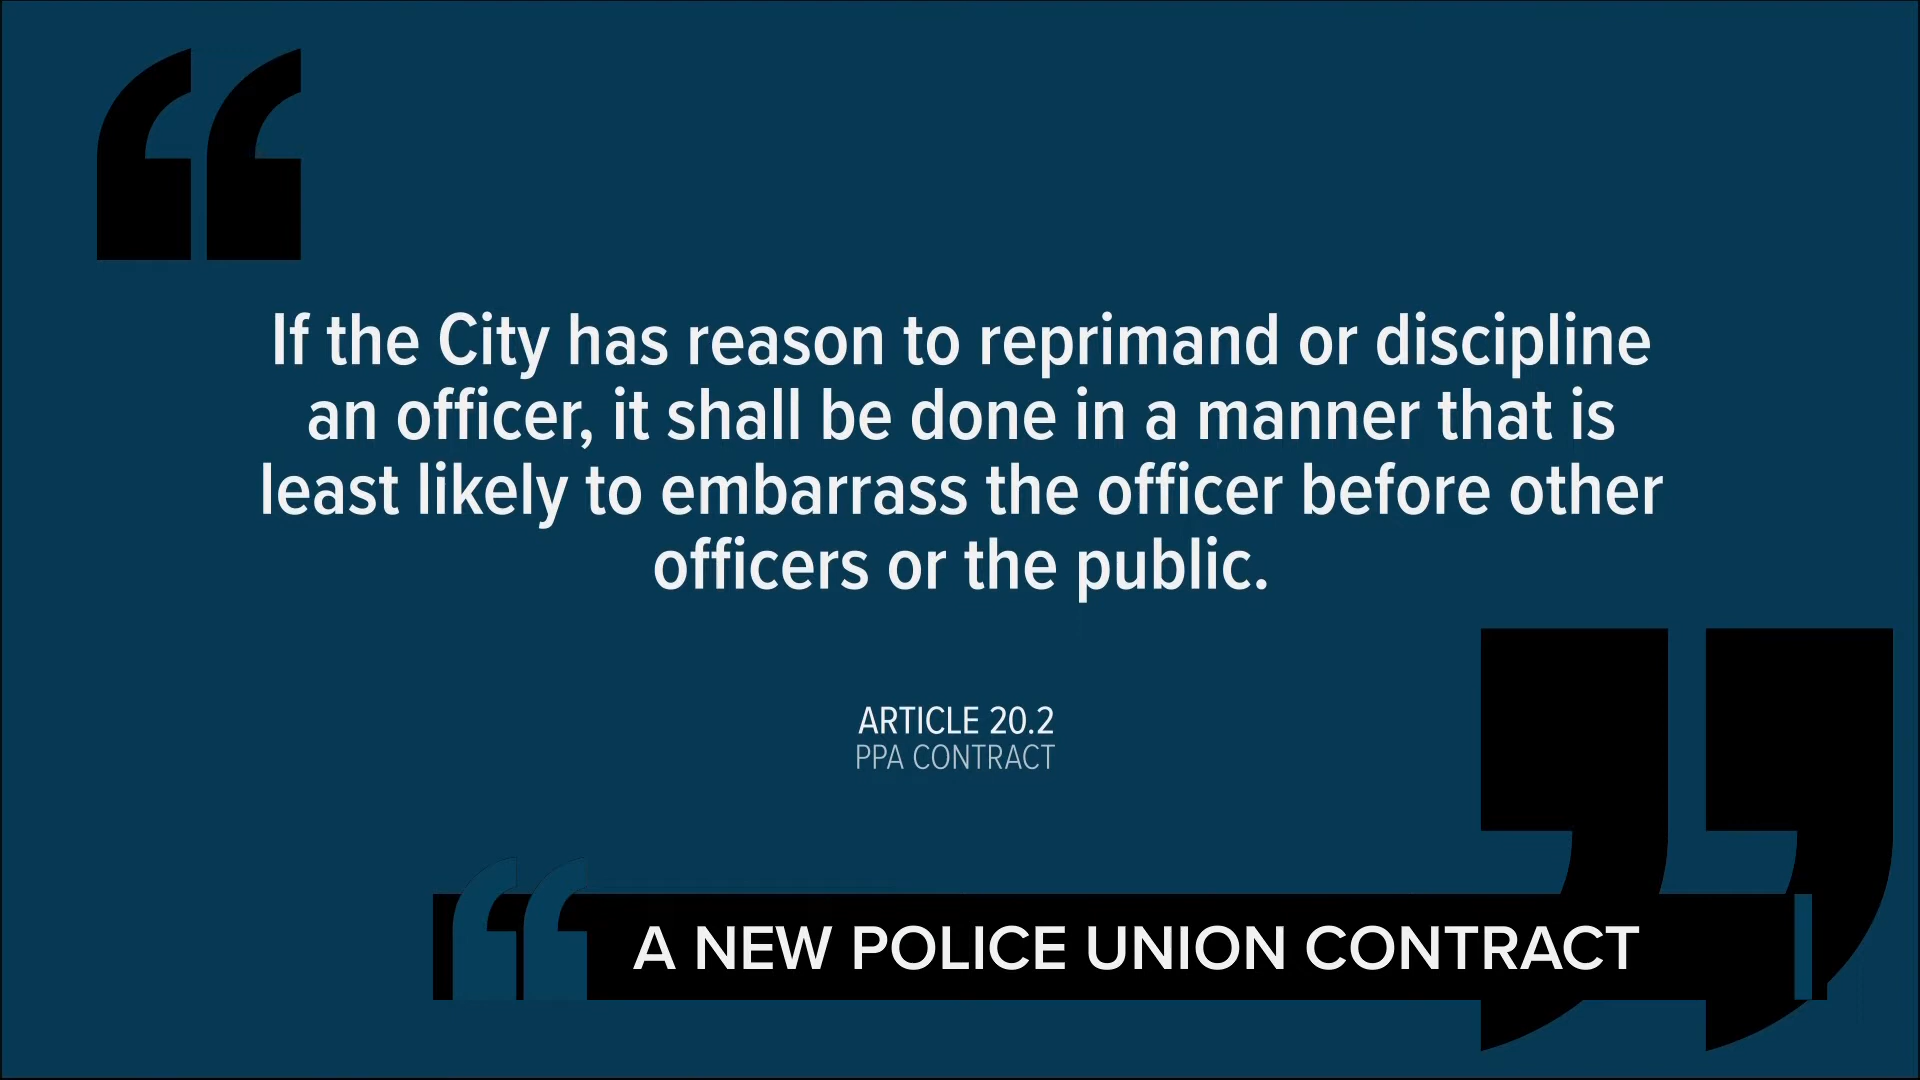 If the City has reason to reprimand or discipline
an officer, it shall be done in a manner that is
least likely to embarrass the officer before other
officers or the public.
ARTICLE 20.2
PPA CONTRACT
A NEW POLICE UNION CONTRACT